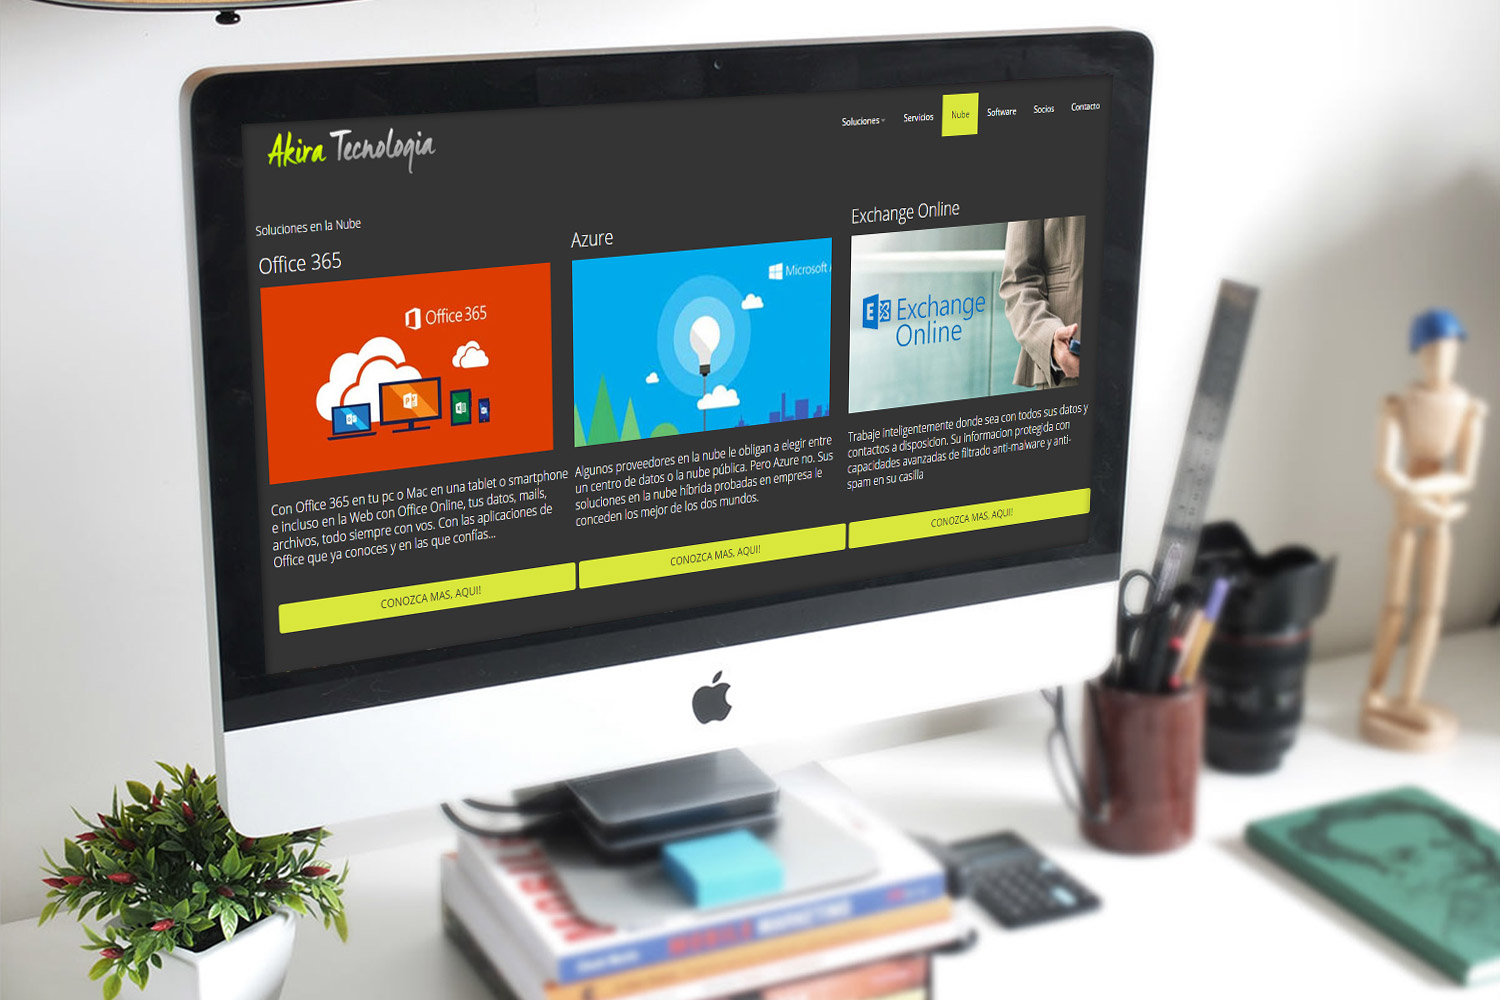 Akira Tecnologia
Soluciones Servicios Nube Software Socios Contacto
Soluciones en la Nube
Office 365
Office 365
Con Office 365 en tu pc o Mac en una tablet o smartphone
e incluso en la Web con Office Online, tus datos, mails,
archivos, todo siempre con vos. Con las aplicaciones de
Office que ya conoces y en las que confias...
CONOZCA MAS, AQUI!
Azure
Microsoft
Algunos proveedores en la nube le obligan a elegir entre
un centro de datos o la nube pública. Pero Azure no. Sus
soluciones en la nube híbrida probadas en empresa le
conceden los mejor de los dos mundos.
CONOZCA MAS, AQUI!
Exchange Online
Exchange
Online
Trabaje inteligentemente donde sea con todos sus datos y
contactos a disposicion. Su informacion protegida con
capacidades avanzadas de filtrado anti-malware y anti-
spam en su casilla
CONOZCA MAS, AQUI!
MOBILE MARKETING